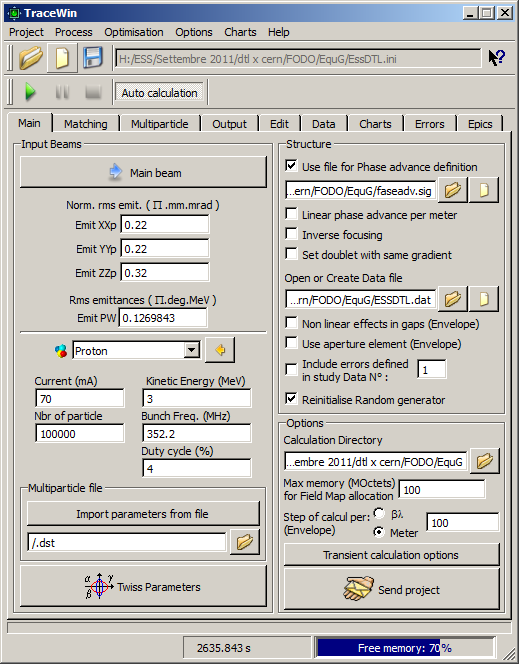 TraceWin
Project Process Optimisation Options Charts Help
H:/ESS/Settembre 2011/dtl x cern/FODO/EquG/EssDTL.ini
Auto calculation
Main Matching Multiparticle Output Edit Data Charts Errors Epics
Input Beams
Main beam
Norm. rms emit. ( Π .mm.mrad )
Emit XXp 0.22
Emit YYp 0.22
Emit ZZp 0.32
Rms emittances ( Π.deg.MeV )
Emit PW 0.1269843
Proton
Current (mA) Kinetic Energy (MeV)
70 3
Nbr of particle Bunch Freq. (MHz)
100000 352.2
Duty cycle (%)
4
Multiparticle file
Import parameters from file
/.dst
α γ β
Twiss Parameters
Structure
Use file for Phase advance definition
...ern/FODO/EquG/faseadv.sig
Linear phase advance per meter
Inverse focusing
Set doublet with same gradient
Open or Create Data file
...rn/FODO/EquG/ESSDTL.dat
Non linear effects in gaps (Envelope)
Use aperture element (Envelope)
Include errors defined
in study Data N° : 1
Reinitialise Random generator
Options
Calculation Directory
...embre 2011/dtl x cern/FODO/EquG
Max memory (MOctets)
for Field Map allocation 100
Step of calcul per: βλ
(Envelope) Meter 100
Transient calculation options
Send project
2635.843 s
Free memory: 70%